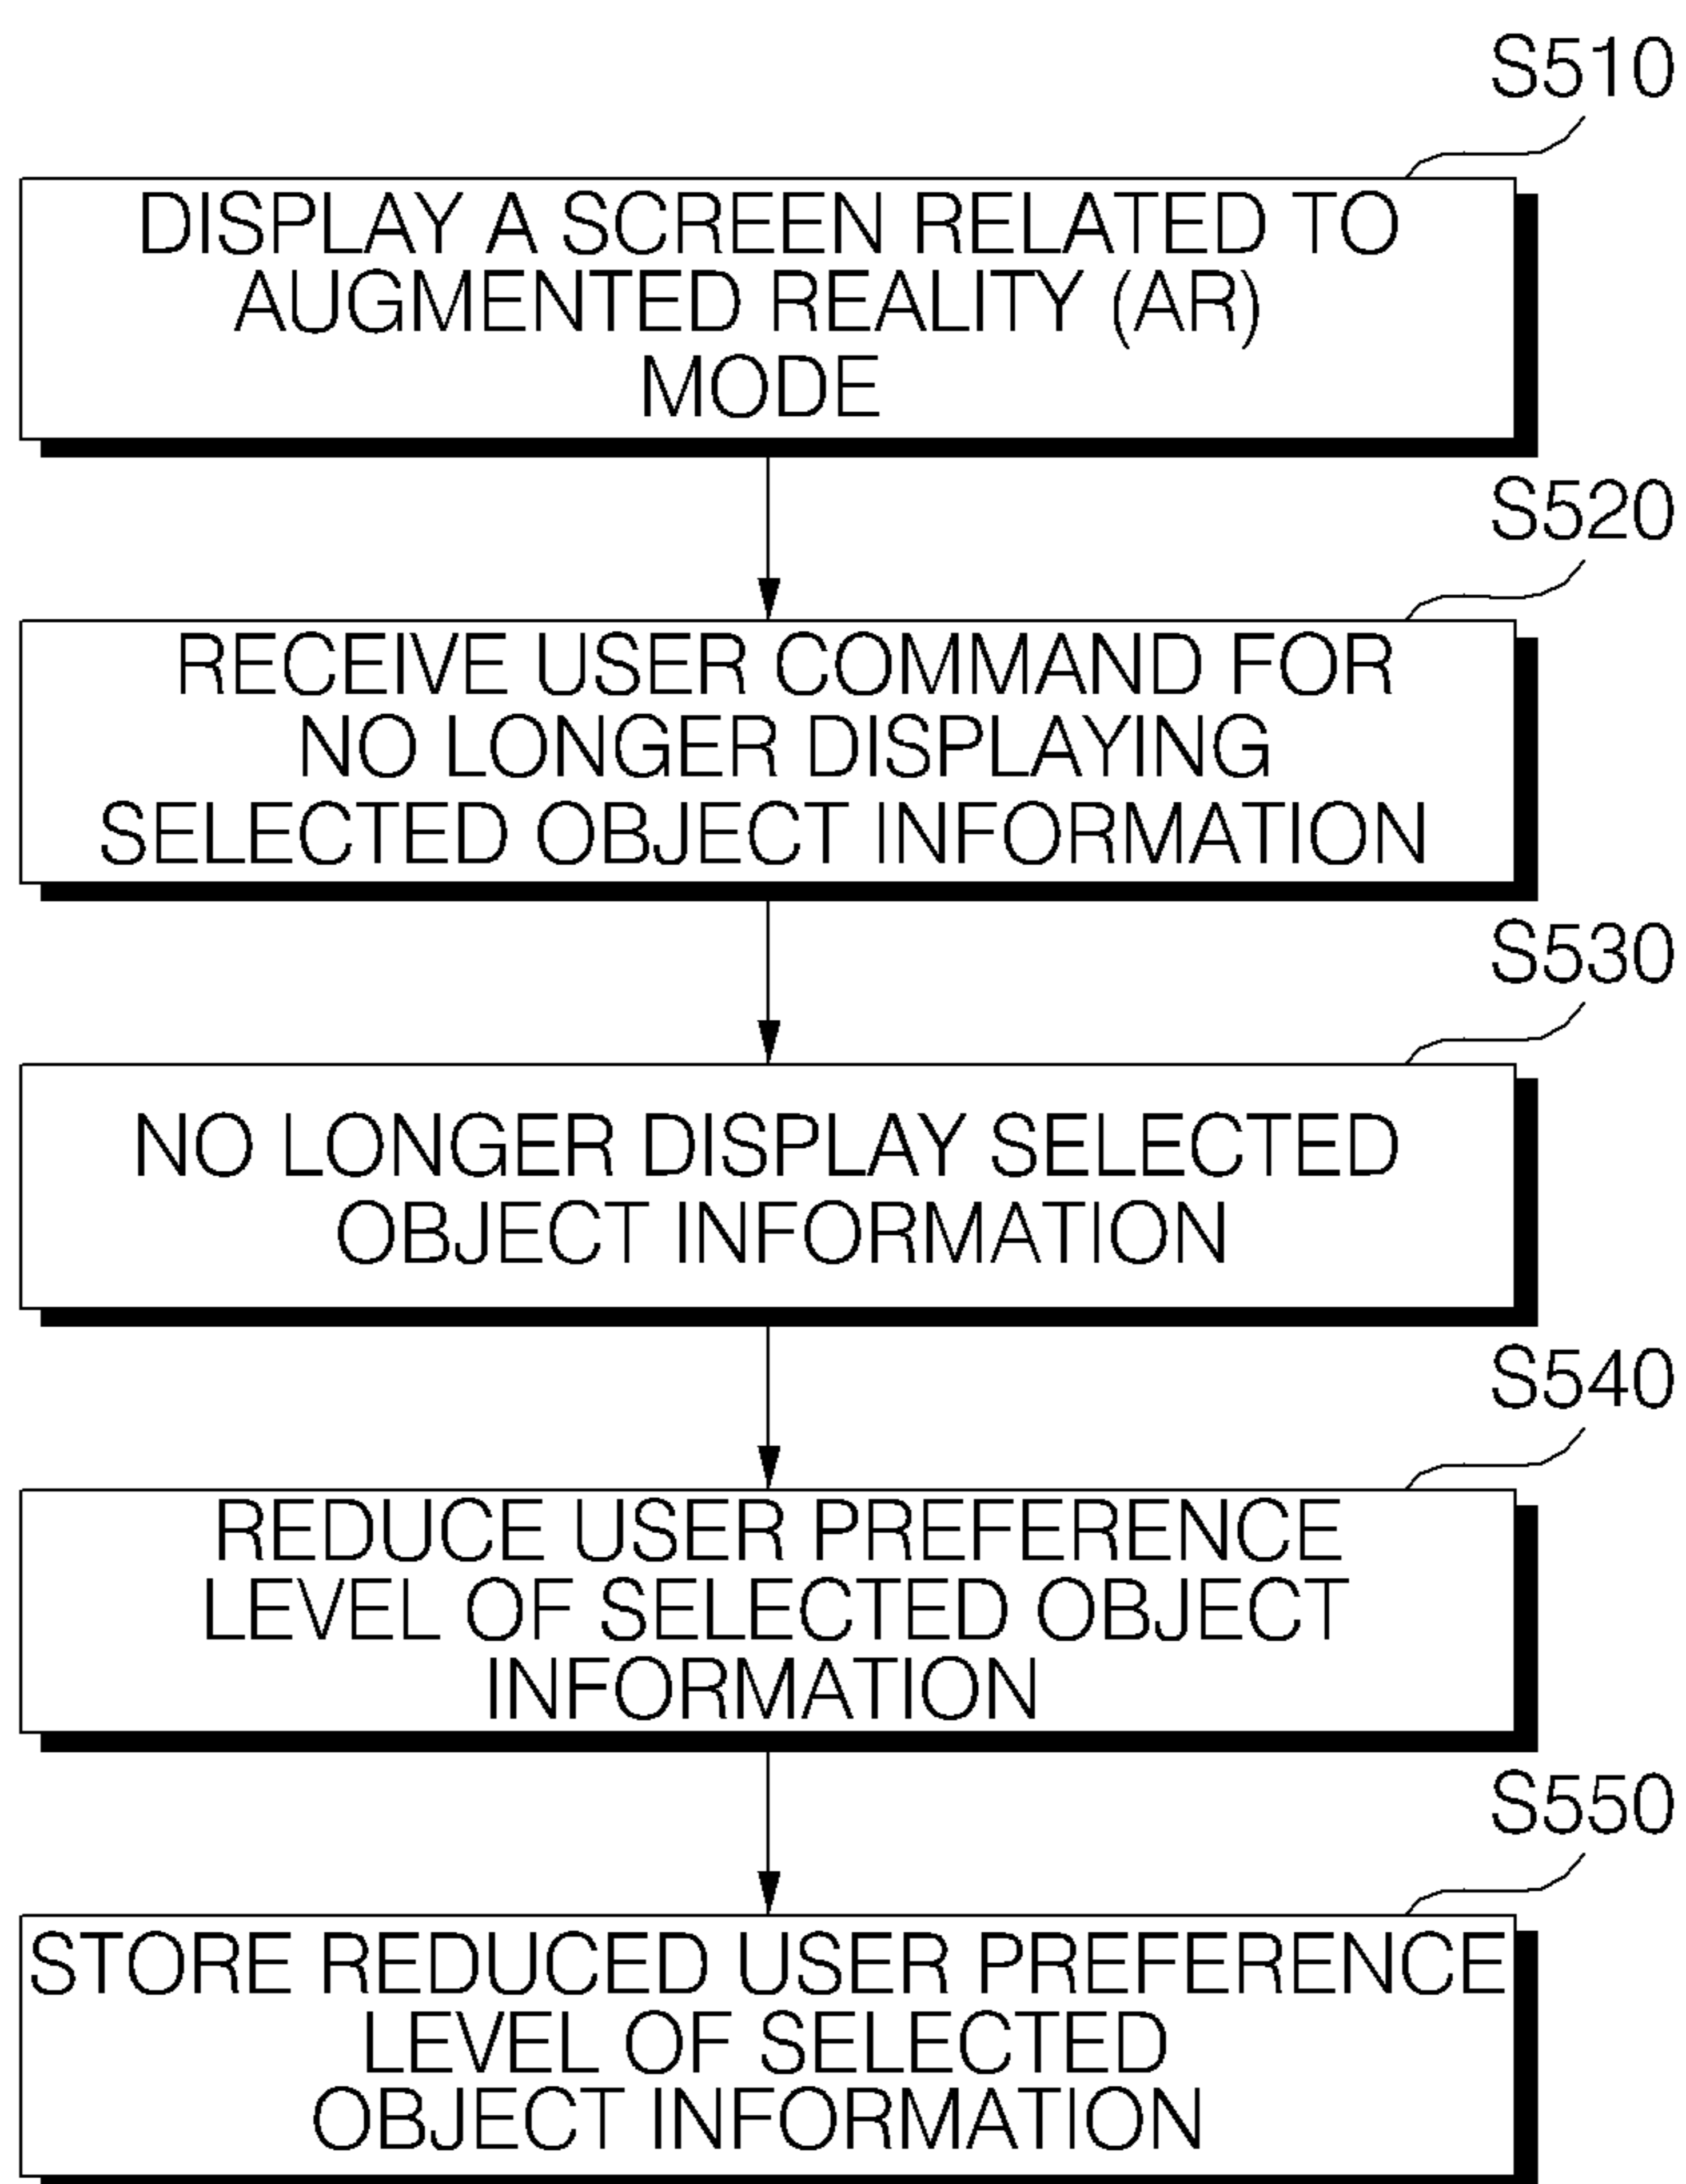 S510
DISPLAY A SCREEN RELATED TO
AUGMENTED REALITY (AR)
MODE
S520
RECEIVE USER COMMAND FOR
NO LONGER DISPLAYING
SELECTED OBJECT INFORMATION
S530
NO LONGER DISPLAY SELECTED
OBJECT INFORMATION
S540
REDUCE USER PREFERENCE
LEVEL OF SELECTED OBJECT
INFORMATION
S550
STORE REDUCED USER PREFERENCE
LEVEL OF SELECTED
OBJECT INFORMATION